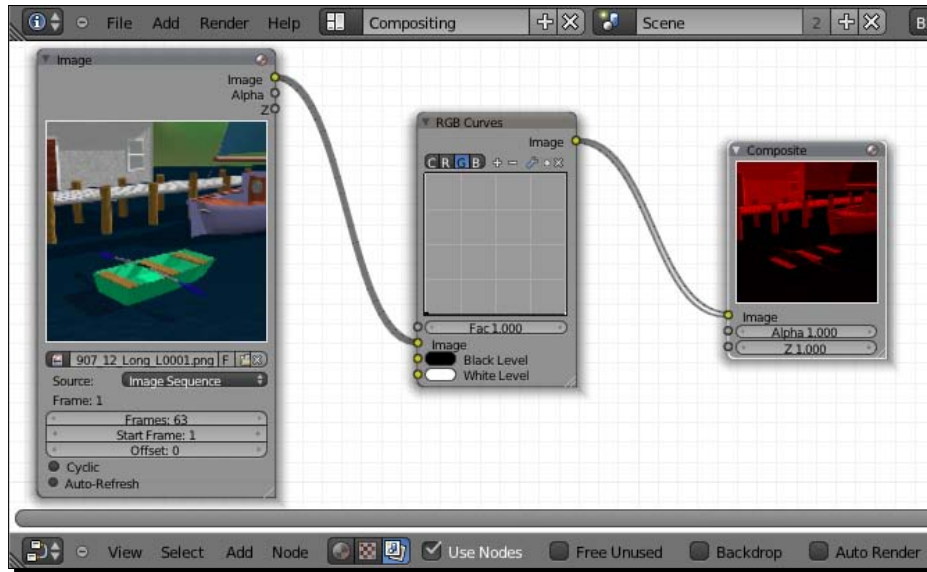 File Add Render Help Compositing Scene 2 B
Image
Image
Alpha
Z
907_12_Long_L0001.png F
Source: Image Sequence
Frame: 1
Frames: 63
Start Frame: 1
Offset: 0
Cyclic
Auto-Refresh
RGB Curves
Image
C R G B
Fac 1.000
Image
Black Level
White Level
Composite
Image
Alpha 1.000
Z 1.000
View Select Add Node Use Nodes Free Unused Backdrop Auto Render